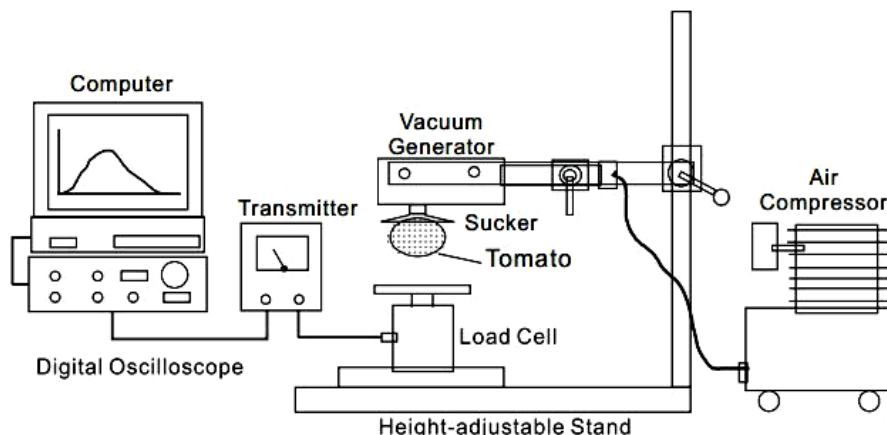 Computer
Vacuum
Generator
Air
Compressor
Transmitter
Sucker
Tomato
Load Cell
Digital Oscilloscope
Height-adjustable Stand